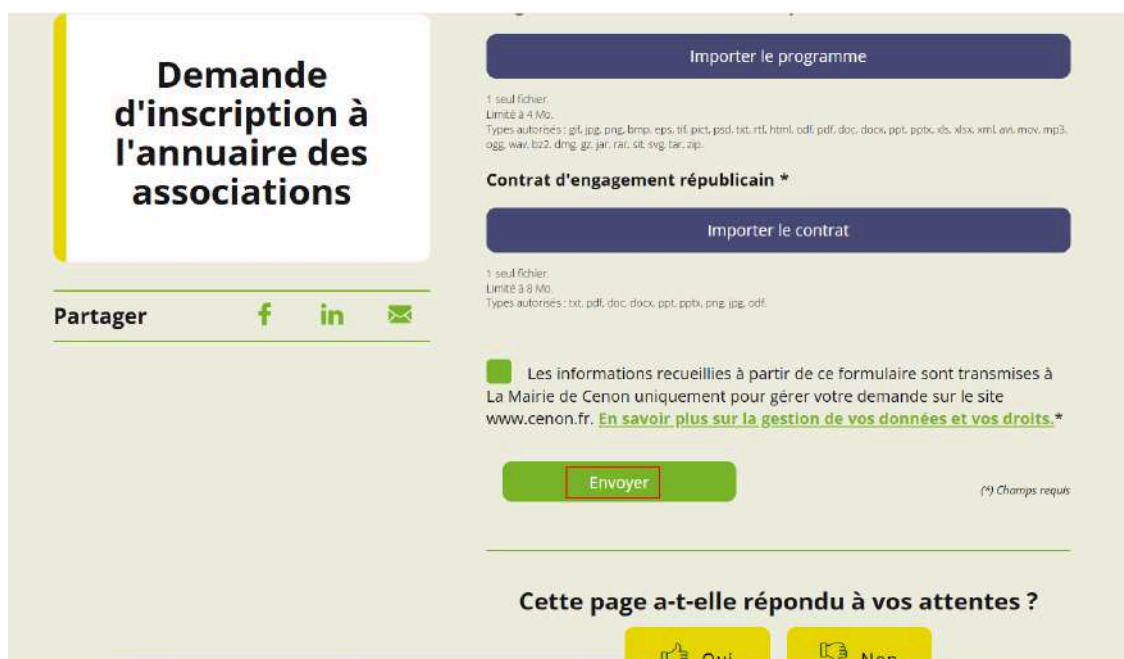 Demande
d'inscription à
l'annuaire des
associations
Partager
Importer le programme
1 seul fichier.
Limité à 4 Mo.
Types autorisés : gif, jpg, png, bmp, eps, tif, pict, psd, txt, rtf, html, odf, pdf, doc, docx, ppt, pptx, xls, xlsx, xml, avi, mov, mp3,
ogg, wav, bz2, dmg, gz, jar, rar, sit, svg, tar, zip.
Contrat d'engagement républicain *
Importer le contrat
1 seul fichier.
Limité à 8 Mo.
Types autorisés : txt, pdf, doc, docx, ppt, pptx, png, jpg, odf.
Les informations recueillies à partir de ce formulaire sont transmises à
La Mairie de Cenon uniquement pour gérer votre demande sur le site
www.cenon.fr. En savoir plus sur la gestion de vos données et vos droits.*
Envoyer
(*) Champs requis
Cette page a-t-elle répondu à vos attentes ?
Oui
Non